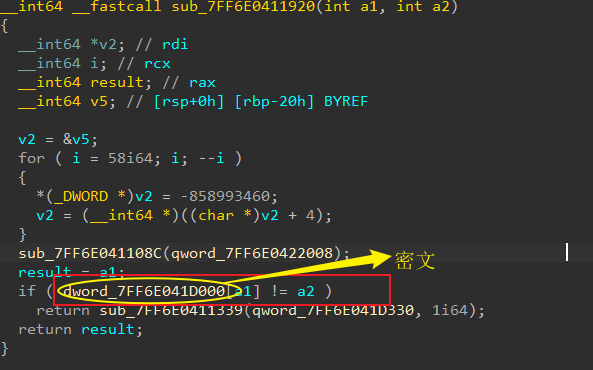 __int64 __fastcall sub_7FF6E0411920(int a1, int a2)
{
__int64 *v2; // rdi
__int64 i; // rcx
__int64 result; // rax
__int64 v5; // [rsp+0h] [rbp-20h] BYREF
v2 = &v5;
for ( i = 58i64; i; --i )
{
*(_DWORD *)v2 = -858993460;
v2 = (__int64 *)((char *)v2 + 4);
}
sub_7FF6E041108C(qword_7FF6E0422008);
密文
result = a1;
if ( dword_7FF6E041D000[a1] != a2 )
return sub_7FF6E0411339(qword_7FF6E041D330, 1i64);
return result;
}